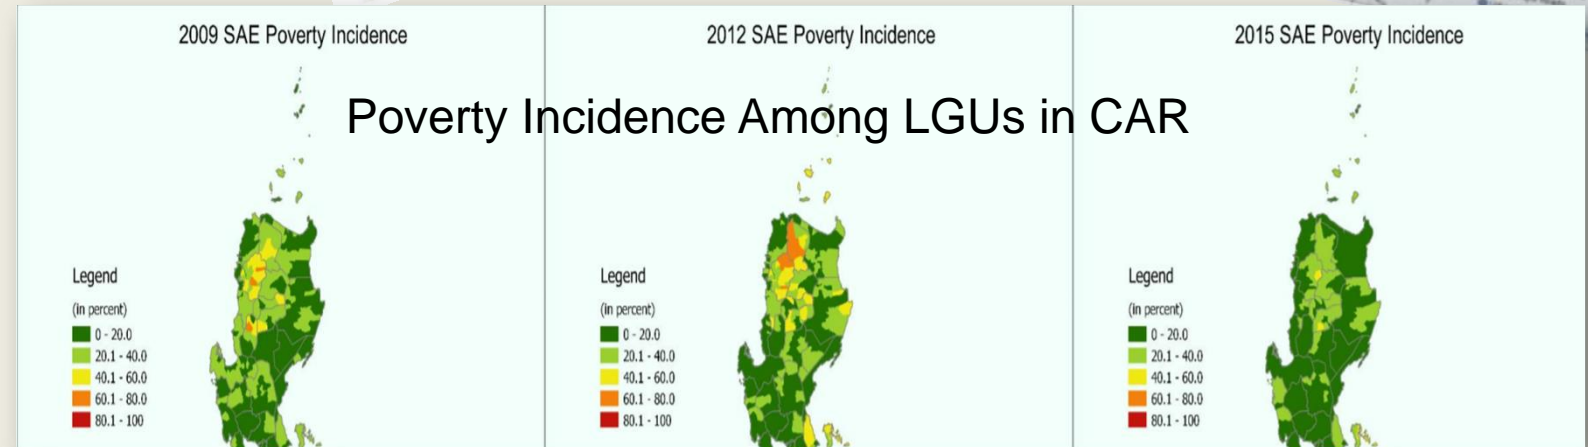 2009 SAE Poverty Incidence
2012 SAE Poverty Incidence
2015 SAE Poverty Incidence
Poverty Incidence Among LGUs in CAR
Legend
(in percent)
0 - 20.0
20.1 - 40.0
40.1 - 60.0
60.1 - 80.0
80.1 - 100
Legend
(in percent)
0 - 20.0
20.1 - 40.0
40.1 - 60.0
60.1 - 80.0
80.1 - 100
Legend
(in percent)
0 - 20.0
20.1 - 40.0
40.1 - 60.0
60.1 - 80.0
80.1 - 100